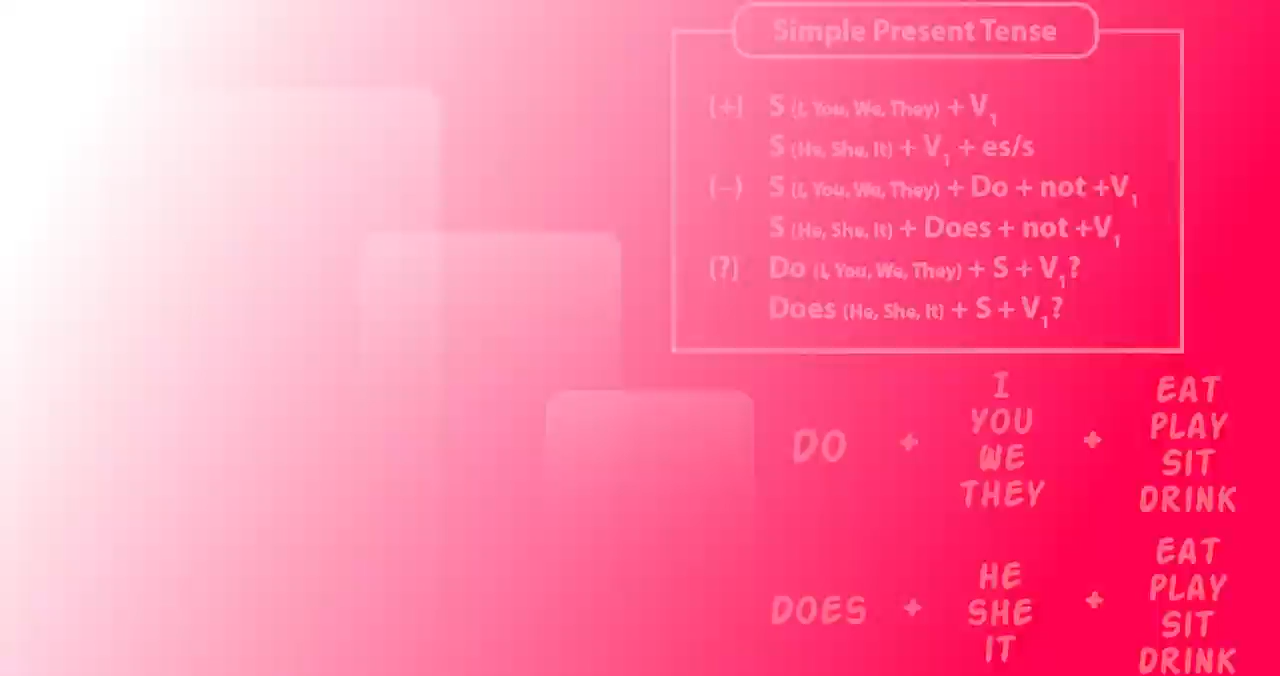 Simple Present Tense
(+) S (I, You, We, They) + V1
S (He, She, It) + V1 + es/s
(–) S (I, You, We, They) + Do + not +V1
S (He, She, It) + Does + not +V1
(?) Do (I, You, We, They) + S + V1?
Does (He, She, It) + S + V1?
DO + I YOU WE THEY + EAT PLAY SIT DRINK
DOES + HE SHE IT + EAT PLAY SIT DRINK